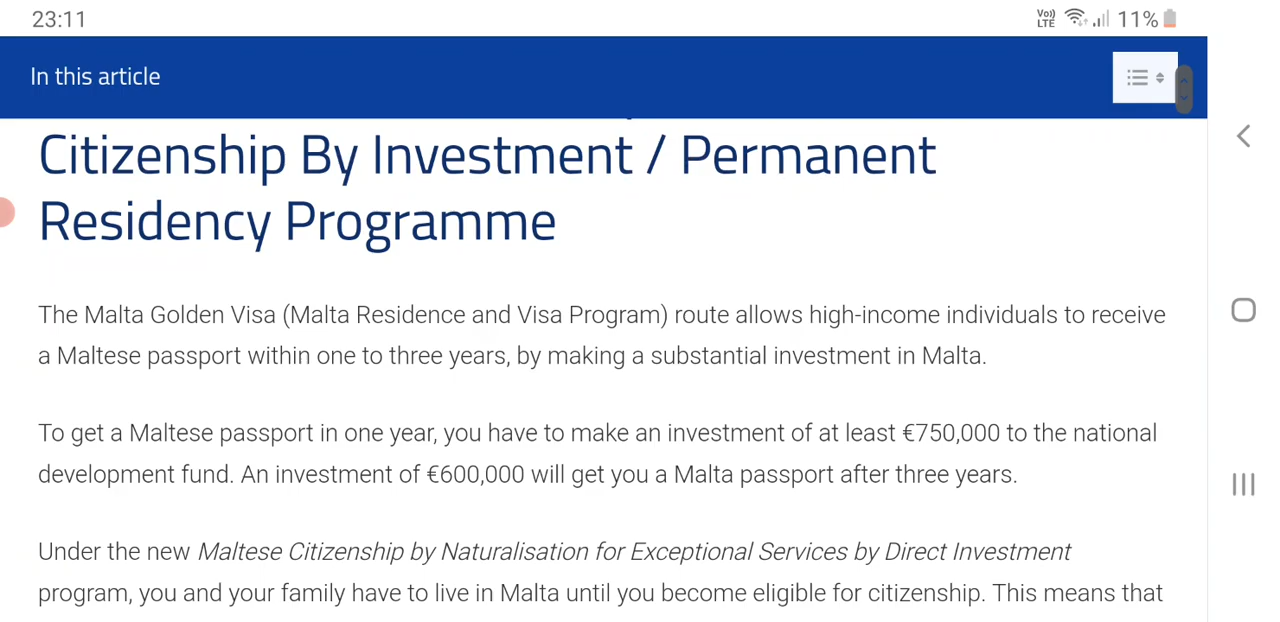 23:11
Vo)) LTE 11%
In this article
Citizenship By Investment / Permanent
Residency Programme
The Malta Golden Visa (Malta Residence and Visa Program) route allows high-income individuals to receive
a Maltese passport within one to three years, by making a substantial investment in Malta.
To get a Maltese passport in one year, you have to make an investment of at least €750,000 to the national
development fund. An investment of €600,000 will get you a Malta passport after three years.
Under the new Maltese Citizenship by Naturalisation for Exceptional Services by Direct Investment
program, you and your family have to live in Malta until you become eligible for citizenship. This means that